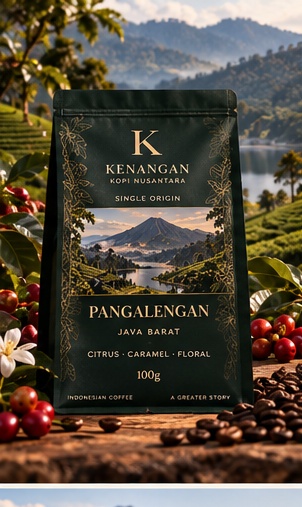 K
KENANGAN
KOPI NUSANTARA
SINGLE ORIGIN
PANGALENGAN
JAVA BARAT
CITRUS · CARAMEL · FLORAL
100g
INDONESIAN COFFEE
A GREATER STORY